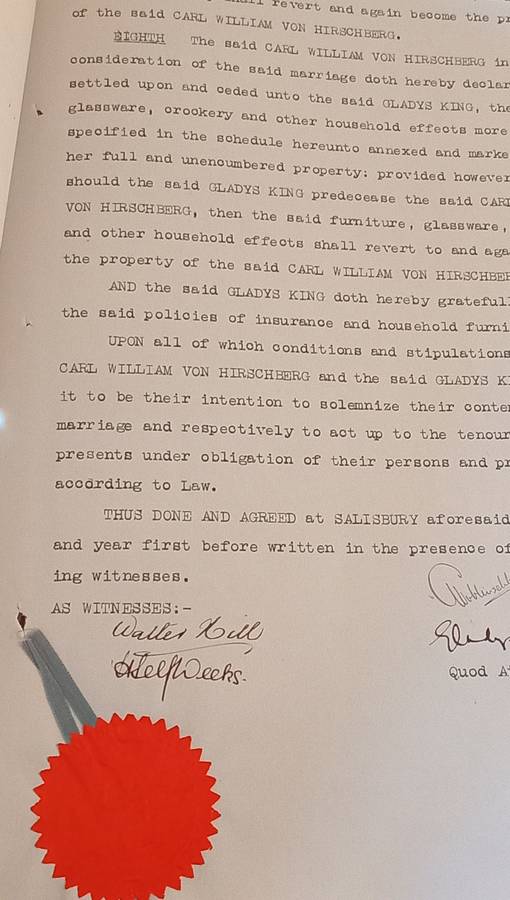 revert and again become the pr
of the said CARL WILLIAM VON HIRSCHBERG.
EIGHTH The said CARL WILLIAM VON HIRSCHBERG in
consideration of the said marriage doth hereby declar
settled upon and ceded unto the said GLADYS KING, the
glassware, crockery and other household effects more
specified in the schedule hereunto annexed and marke
her full and unencumbered property: provided however
should the said GLADYS KING predecease the said CARL
VON HIRSCHBERG, then the said furniture, glassware,
and other household effects shall revert to and aga
the property of the said CARL WILLIAM VON HIRSCHBER
AND the said GLADYS KING doth hereby gratefull
the said policies of insurance and household furni
UPON all of which conditions and stipulations
CARL WILLIAM VON HIRSCHBERG and the said GLADYS K
it to be their intention to solemnize their conte
marriage and respectively to act up to the tenour
presents under obligation of their persons and pr
according to Law.
THUS DONE AND AGREED at SALISBURY aforesaid
and year first before written in the presence of
ing witnesses.
AS WITNESSES:-
Walter Hill
Weeks.
Quod A